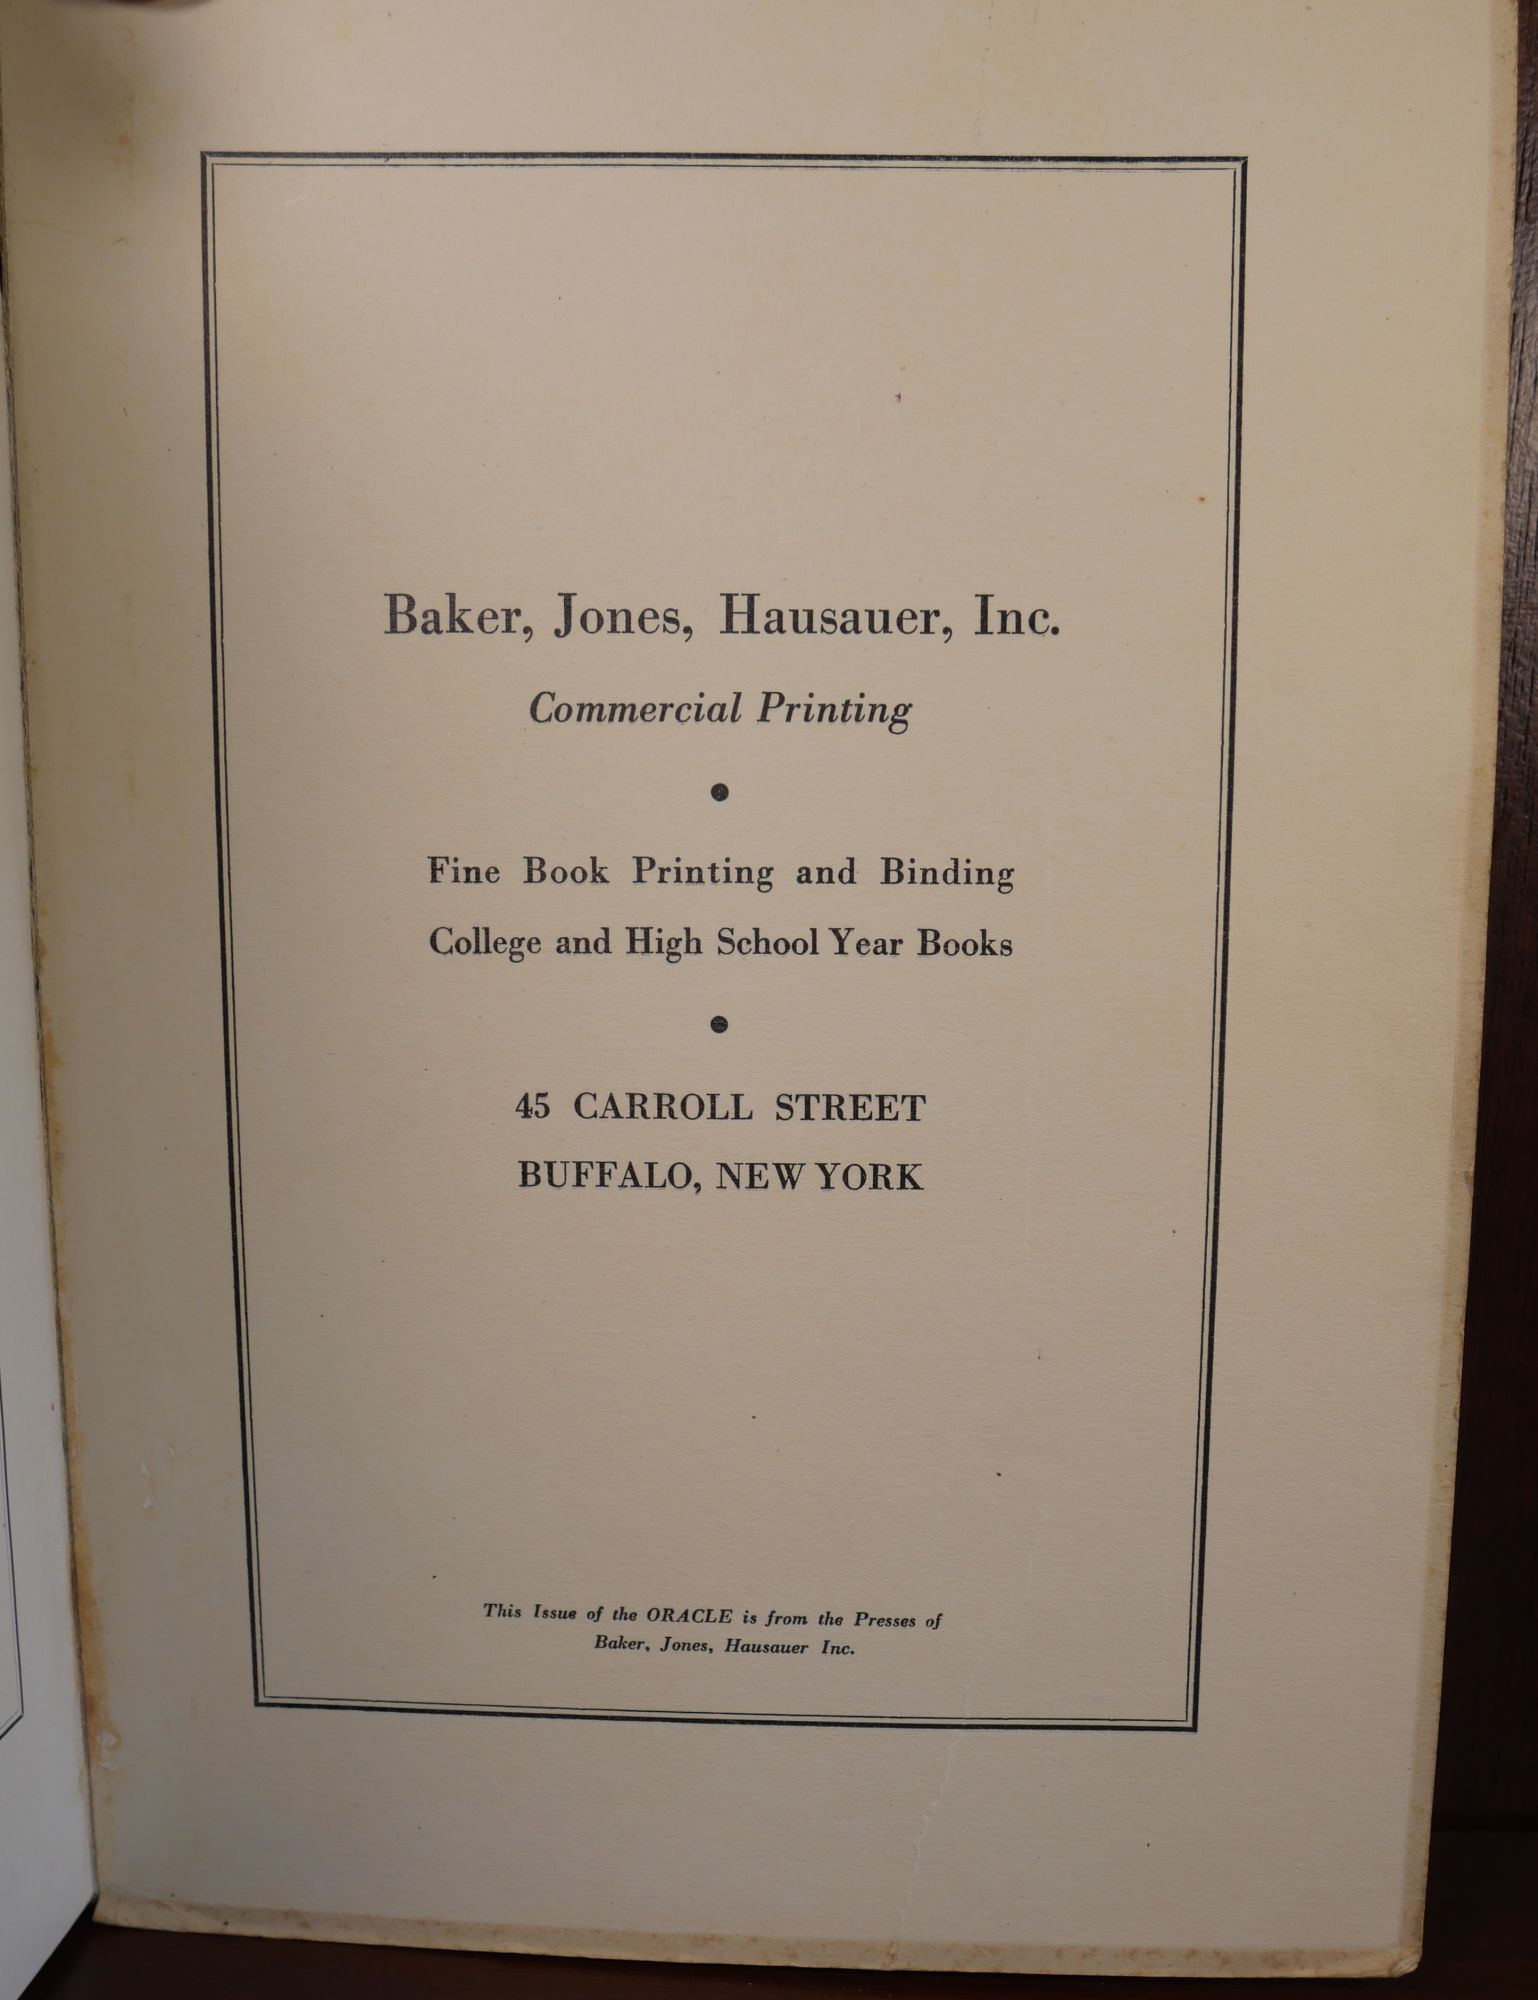 Baker, Jones, Hausauer, Inc.
Commercial Printing
Fine Book Printing and Binding
College and High School Year Books
45 CARROLL STREET
BUFFALO, NEW YORK
This Issue of the ORACLE is from the Presses of
Baker, Jones, Hausauer Inc.